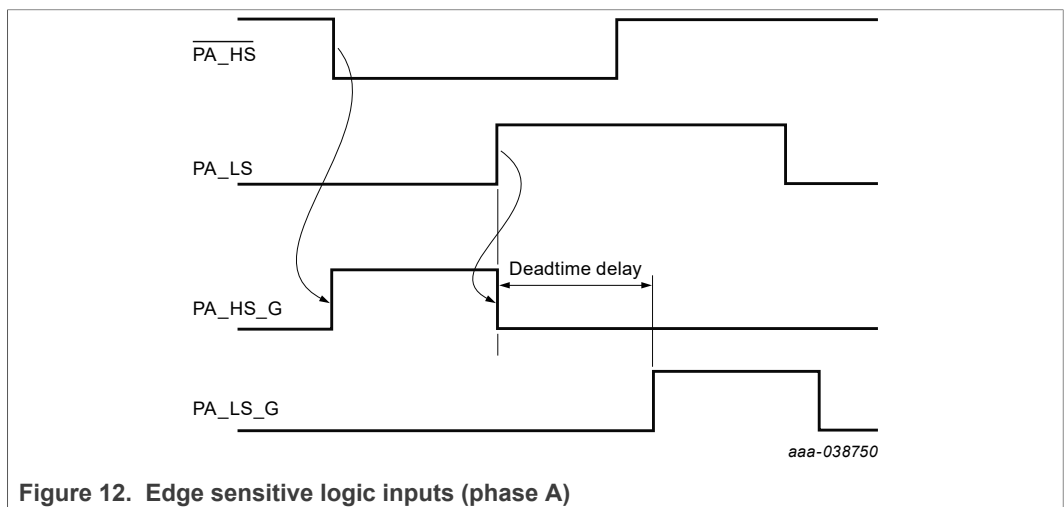 PA_HS
PA_LS
Deadtime delay
PA_HS_G
PA_LS_G
aaa-038750
Figure 12. Edge sensitive logic inputs (phase A)